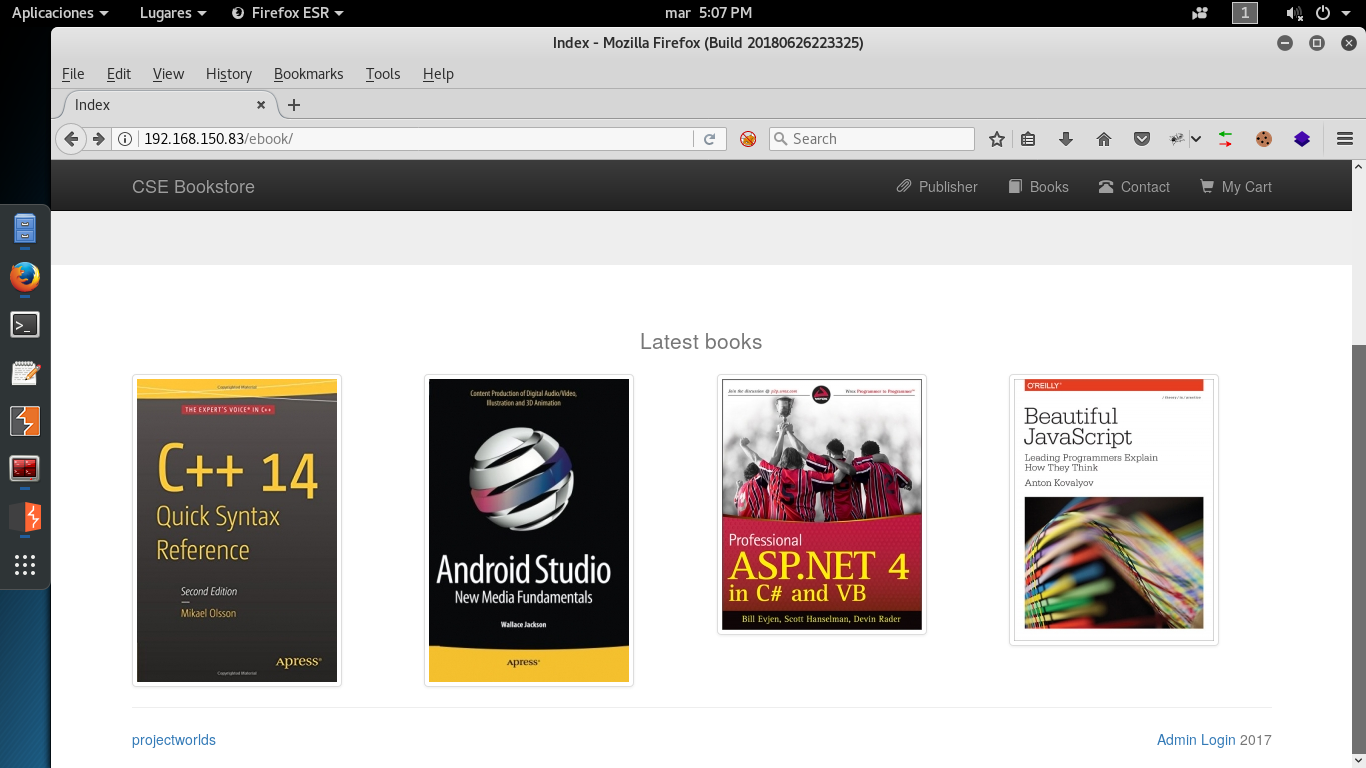 Aplicaciones Lugares Firefox ESR mar 5:07 PM 1
Index - Mozilla Firefox (Build 20180626223325)
File Edit View History Bookmarks Tools Help
Index
192.168.150.83/ebook/ Search
CSE Bookstore Publisher Books Contact My Cart
Latest books
THE EXPERT'S VOICE® IN C++
C++ 14
Quick Syntax
Reference
Second Edition
Mikael Olsson
Apress®
Content Production of Digital Audio/Video,
Illustration and 3D Animation
Android Studio
New Media Fundamentals
Wallace Jackson
Apress®
Join the discussion @ p2p.wrox.com Wrox Programmer to Programmer™
Professional
ASP.NET 4
in C# and VB
Bill Evjen, Scott Hanselman, Devin Rader
O'REILLY®
Beautiful
JavaScript
Leading Programmers Explain
How They Think
Anton Kovalyov
projectworlds Admin Login 2017